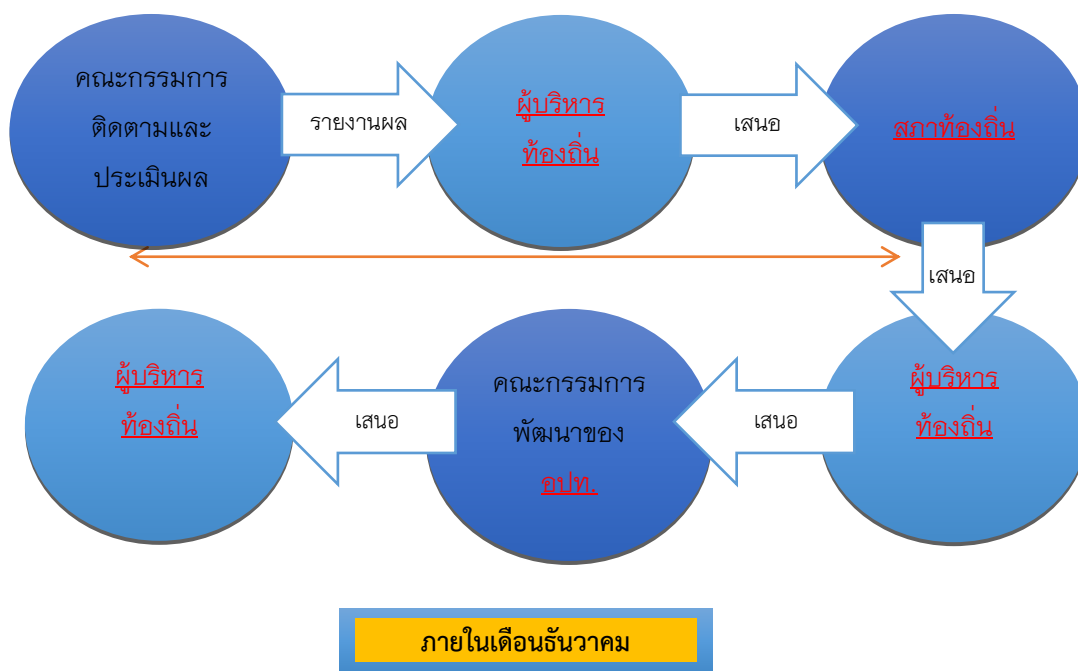 คณะกรรมการ
ติดตามและ
ประเมินผล
รายงานผล
ผู้บริหาร
ท้องถิ่น
เสนอ
สภาท้องถิ่น
เสนอ
ผู้บริหาร
ท้องถิ่น
เสนอ
คณะกรรมการ
พัฒนาของ
อปท.
เสนอ
ผู้บริหาร
ท้องถิ่น
ภายในเดือนธันวาคม